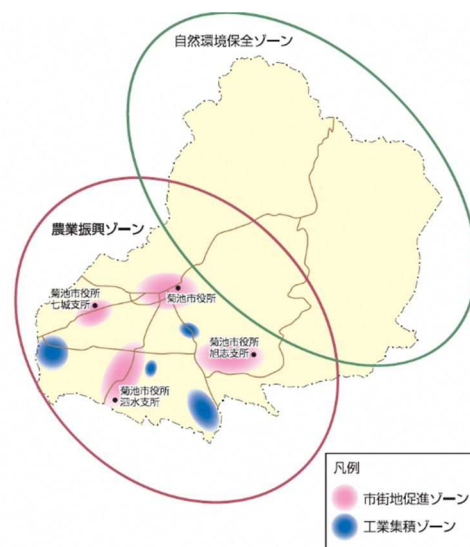 自然環境保全ゾーン
農業振興ゾーン
菊池市役所
七城支所
菊池市役所
菊池市役所
旭志支所
菊池市役所
泗水支所
凡例
市街地促進ゾーン
工業集積ゾーン